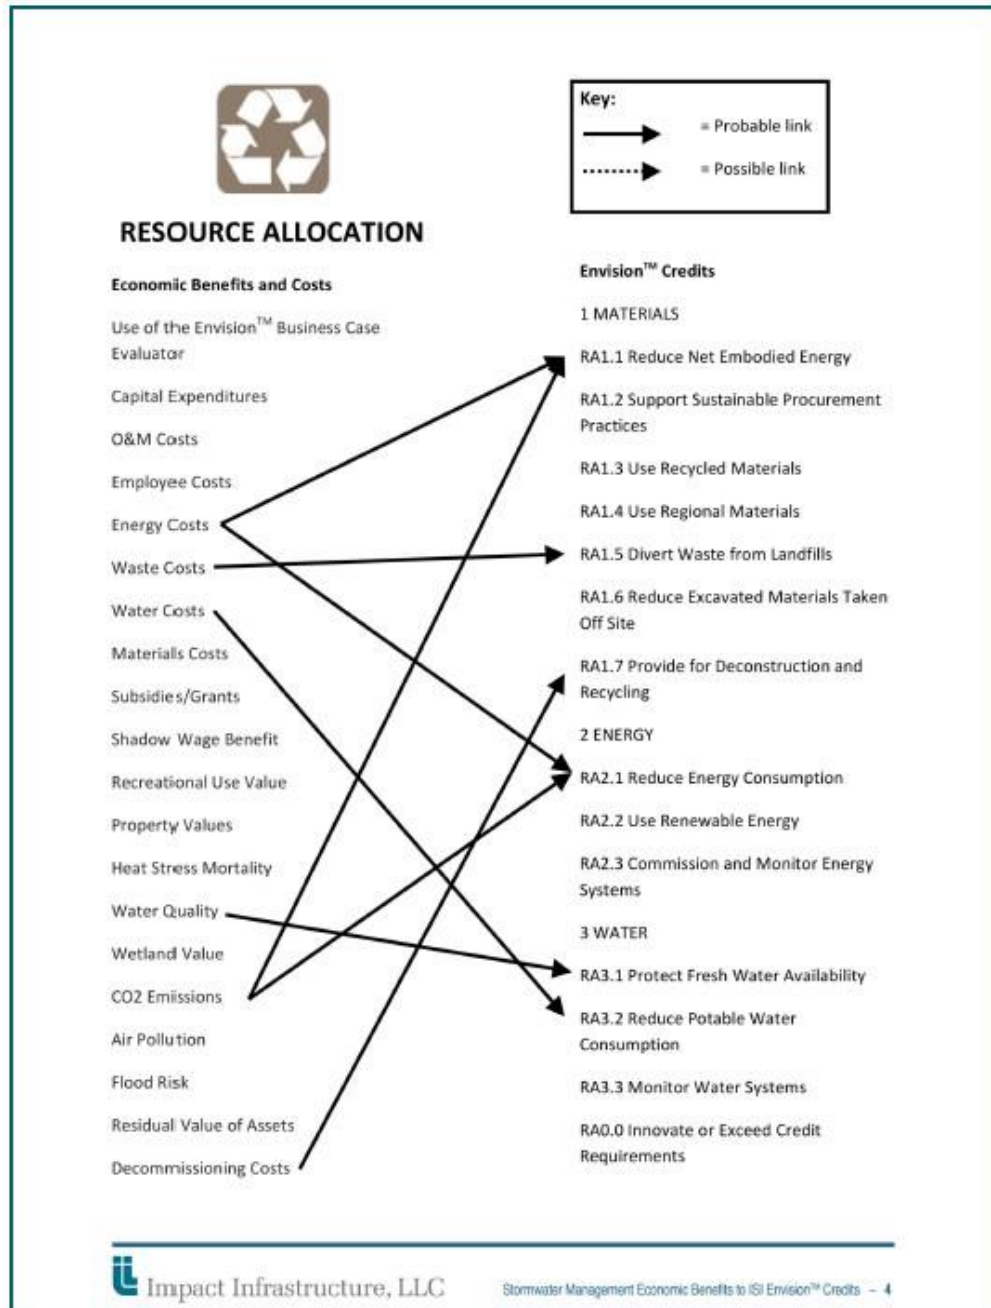 Key:
= Probable link
= Possible link
RESOURCE ALLOCATION
Economic Benefits and Costs
Use of the Envision™ Business Case
Evaluator
Capital Expenditures
O&M Costs
Employee Costs
Energy Costs
Waste Costs
Water Costs
Materials Costs
Subsidies/Grants
Shadow Wage Benefit
Recreational Use Value
Property Values
Heat Stress Mortality
Water Quality
Wetland Value
CO2 Emissions
Air Pollution
Flood Risk
Residual Value of Assets
Decommissioning Costs
Envision™ Credits
1 MATERIALS
RA1.1 Reduce Net Embodied Energy
RA1.2 Support Sustainable Procurement
Practices
RA1.3 Use Recycled Materials
RA1.4 Use Regional Materials
RA1.5 Divert Waste from Landfills
RA1.6 Reduce Excavated Materials Taken
Off Site
RA1.7 Provide for Deconstruction and
Recycling
2 ENERGY
RA2.1 Reduce Energy Consumption
RA2.2 Use Renewable Energy
RA2.3 Commission and Monitor Energy
Systems
3 WATER
RA3.1 Protect Fresh Water Availability
RA3.2 Reduce Potable Water
Consumption
RA3.3 Monitor Water Systems
RA0.0 Innovate or Exceed Credit
Requirements
Impact Infrastructure, LLC
Stormwater Management Economic Benefits to ISI Envision™ Credits – 4